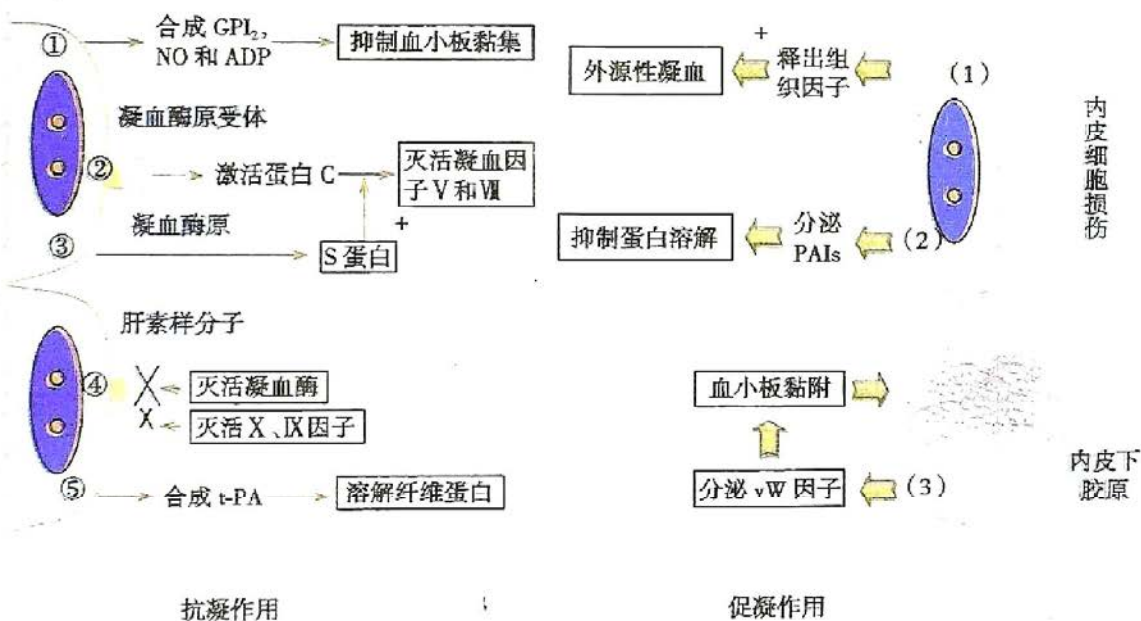 ①
合成 GPI₂,
NO 和 ADP
抑制血小板黏集
凝血酶原受体
②
激活蛋白 C
灭活凝血因
子 Ⅴ 和 Ⅷ
+
凝血酶原
③
S 蛋白
肝素样分子
④
灭活凝血酶
灭活 Ⅹ、Ⅸ因子
⑤
合成 t-PA
溶解纤维蛋白
抗凝作用
外源性凝血
+
释出组
织因子
(1)
内皮细胞损伤
抑制蛋白溶解
分泌
PAIs
(2)
血小板黏附
分泌 vW 因子
(3)
内皮下
胶原
促凝作用